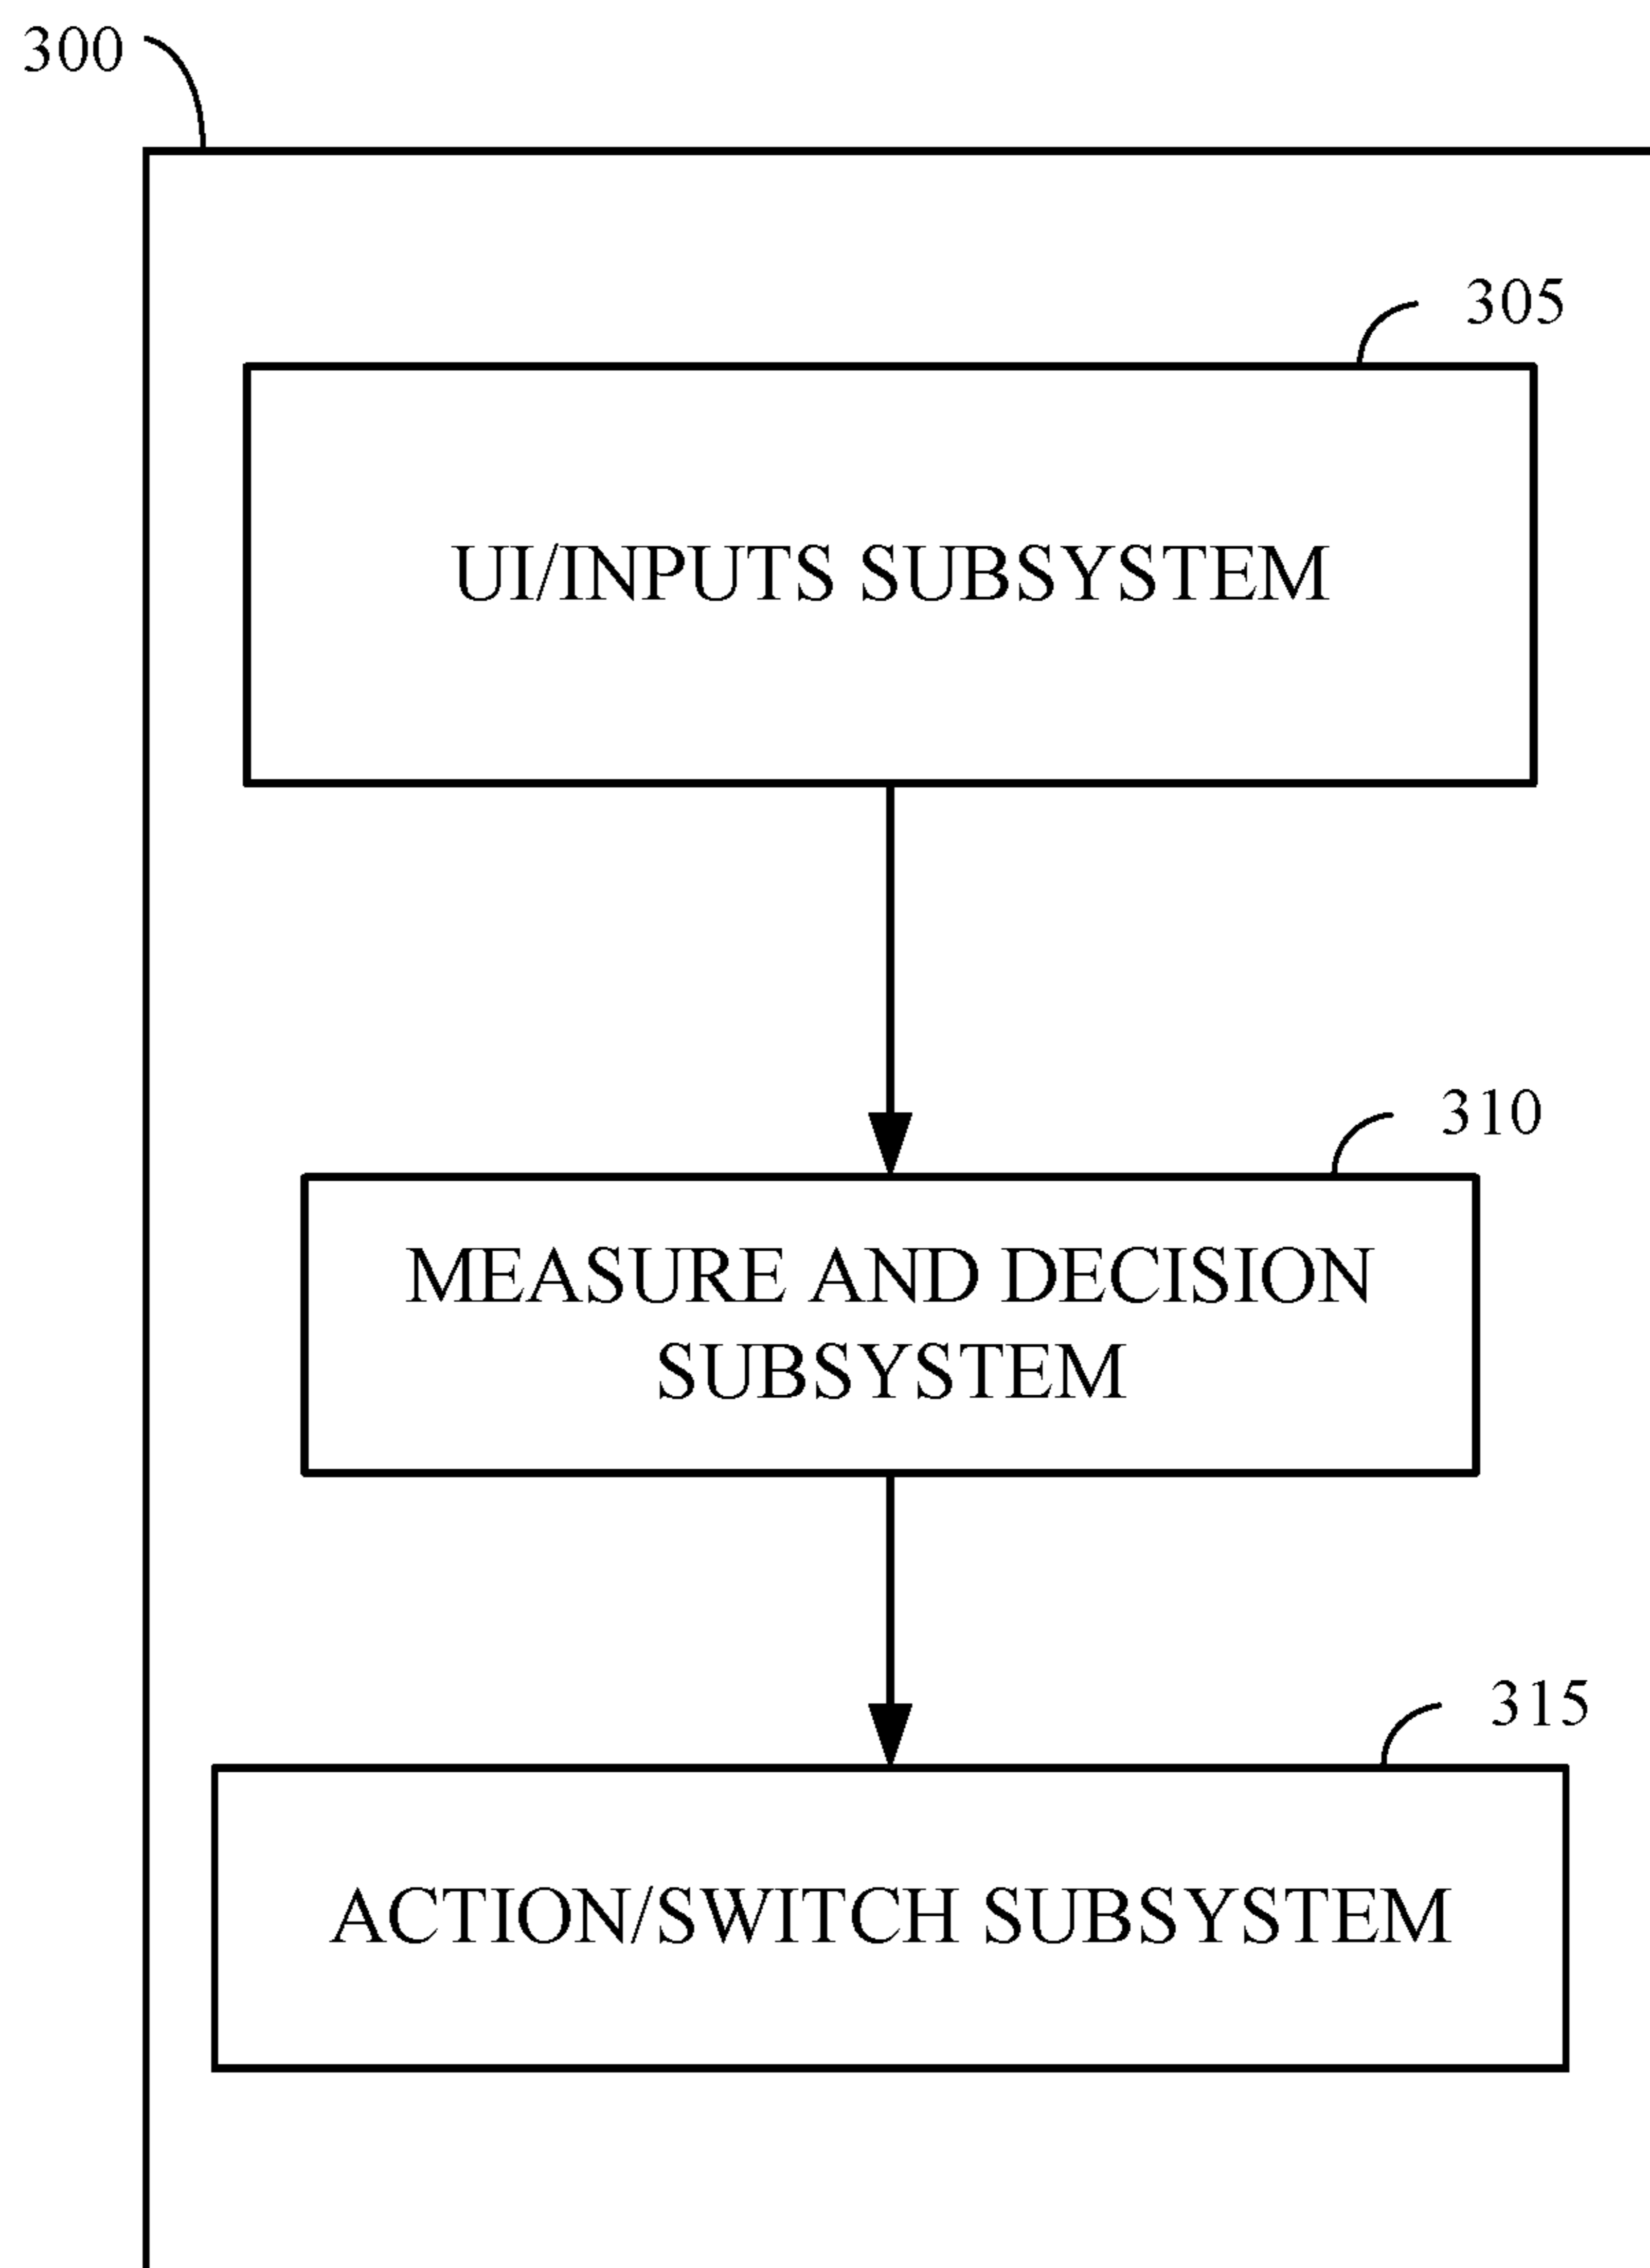 300
305
UI/INPUTS SUBSYSTEM
310
MEASURE AND DECISION
SUBSYSTEM
315
ACTION/SWITCH SUBSYSTEM